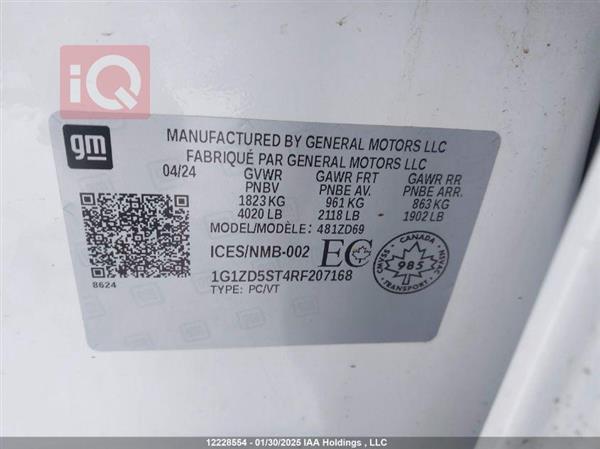 iQ
gm
MANUFACTURED BY GENERAL MOTORS LLC
FABRIQUÉ PAR GENERAL MOTORS LLC
04/24 GVWR GAWR FRT GAWR RR
PNBV PNBE AV. PNBE ARR.
1823 KG 961 KG 863 KG
4020 LB 2118 LB 1902 LB
MODEL/MODÈLE: 481ZD69
ICES/NMB-002 EC
CANADA
CMVSS 985 NSVAC
TRANSPORT
1G1ZD5ST4RF207168
8624
TYPE: PC/VT
12228554 - 01/30/2025 IAA Holdings , LLC